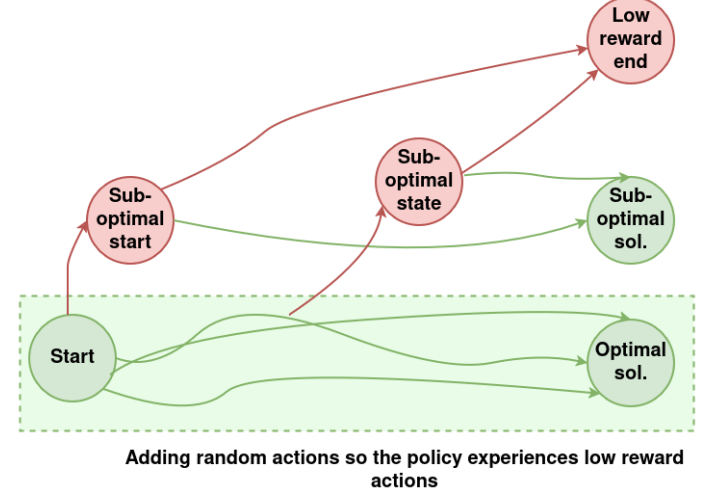 Low
reward
end
Sub-
optimal
state
Sub-
optimal
start
Sub-
optimal
sol.
Start
Optimal
sol.
Adding random actions so the policy experiences low reward
actions